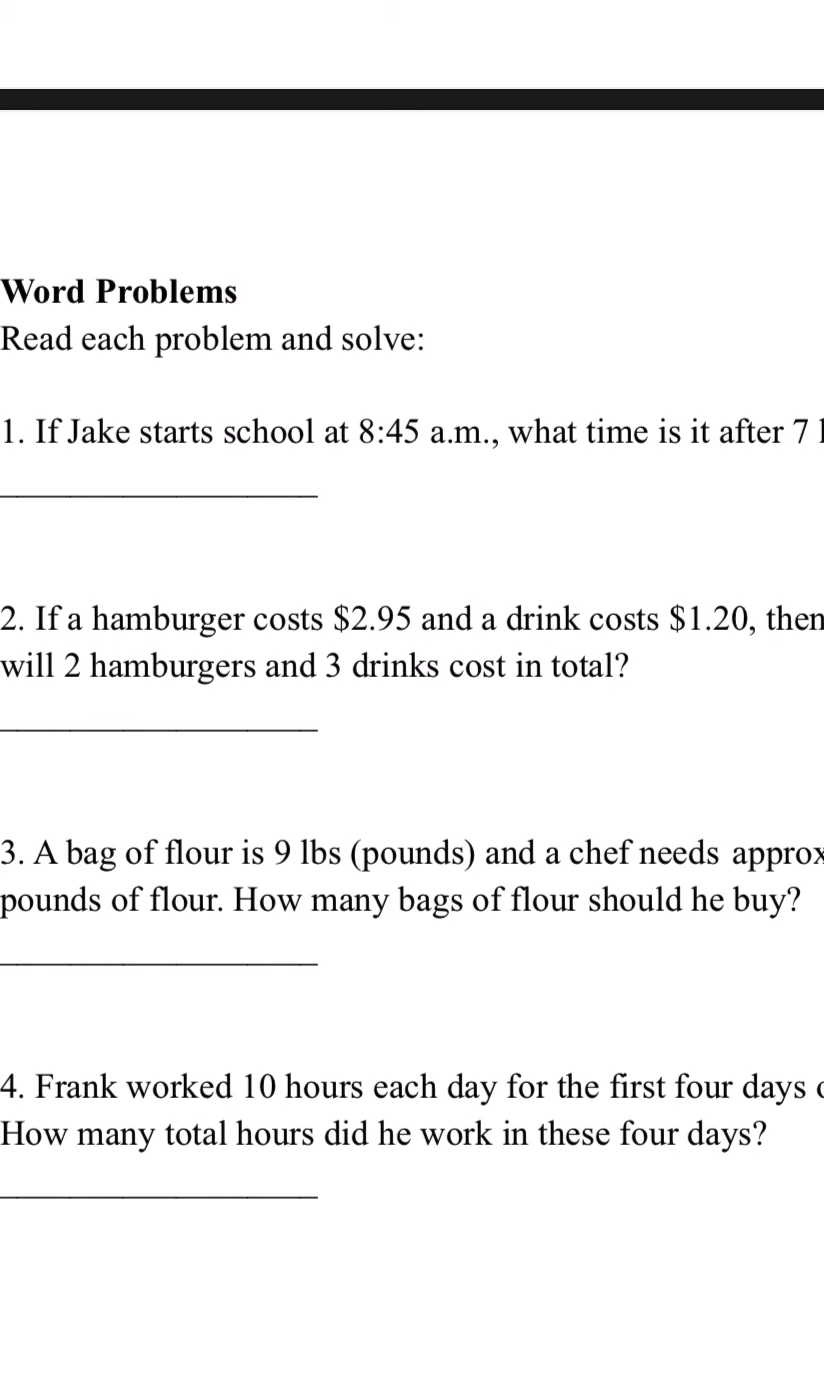 Word Problems
Read each problem and solve:
1. If Jake starts school at 8:45 a.m., what time is it after 7
2. If a hamburger costs $2.95 and a drink costs $1.20, then
will 2 hamburgers and 3 drinks cost in total?
3. A bag of flour is 9 lbs (pounds) and a chef needs approx
pounds of flour. How many bags of flour should he buy?
4. Frank worked 10 hours each day for the first four days
How many total hours did he work in these four days?